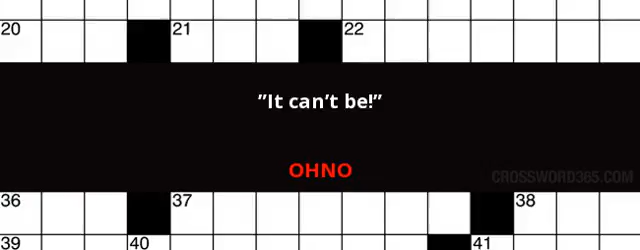 20 21 22
”It can’t be!”
OHNO
CROSSWORD365.COM
36 37 38
39 40 41